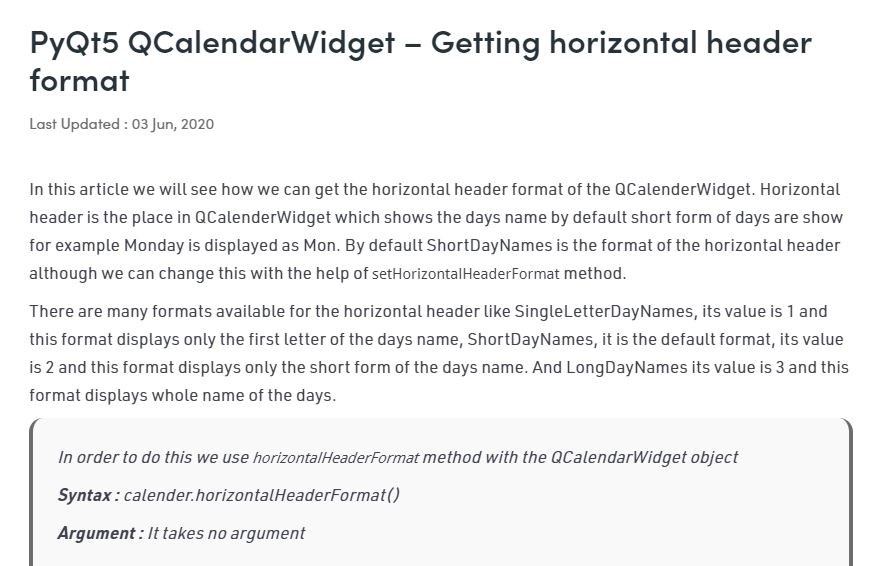 PyQt5 QCalendarWidget – Getting horizontal header
format
Last Updated : 03 Jun, 2020
In this article we will see how we can get the horizontal header format of the QCalenderWidget. Horizontal
header is the place in QCalenderWidget which shows the days name by default short form of days are show
for example Monday is displayed as Mon. By default ShortDayNames is the format of the horizontal header
although we can change this with the help of setHorizontalHeaderFormat method.
There are many formats available for the horizontal header like SingleLetterDayNames, its value is 1 and
this format displays only the first letter of the days name, ShortDayNames, it is the default format, its value
is 2 and this format displays only the short form of the days name. And LongDayNames its value is 3 and this
format displays whole name of the days.
In order to do this we use horizontalHeaderFormat method with the QCalendarWidget object
Syntax : calender.horizontalHeaderFormat()
Argument : It takes no argument